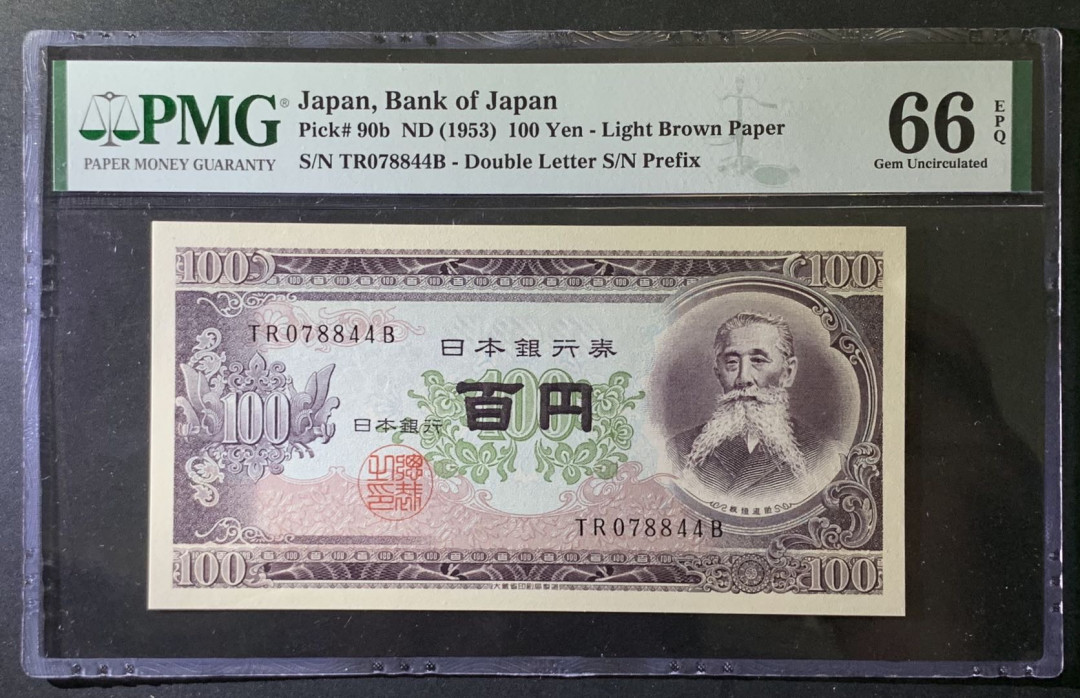 PMG®
PAPER MONEY GUARANTY
Japan, Bank of Japan
Pick# 90b ND (1953) 100 Yen - Light Brown Paper
S/N TR078844B - Double Letter S/N Prefix
66
EPQ
Gem Uncirculated
100 100
TR078844B
日本銀行券
100
100
百円
日本銀行
TR078844B
100 100